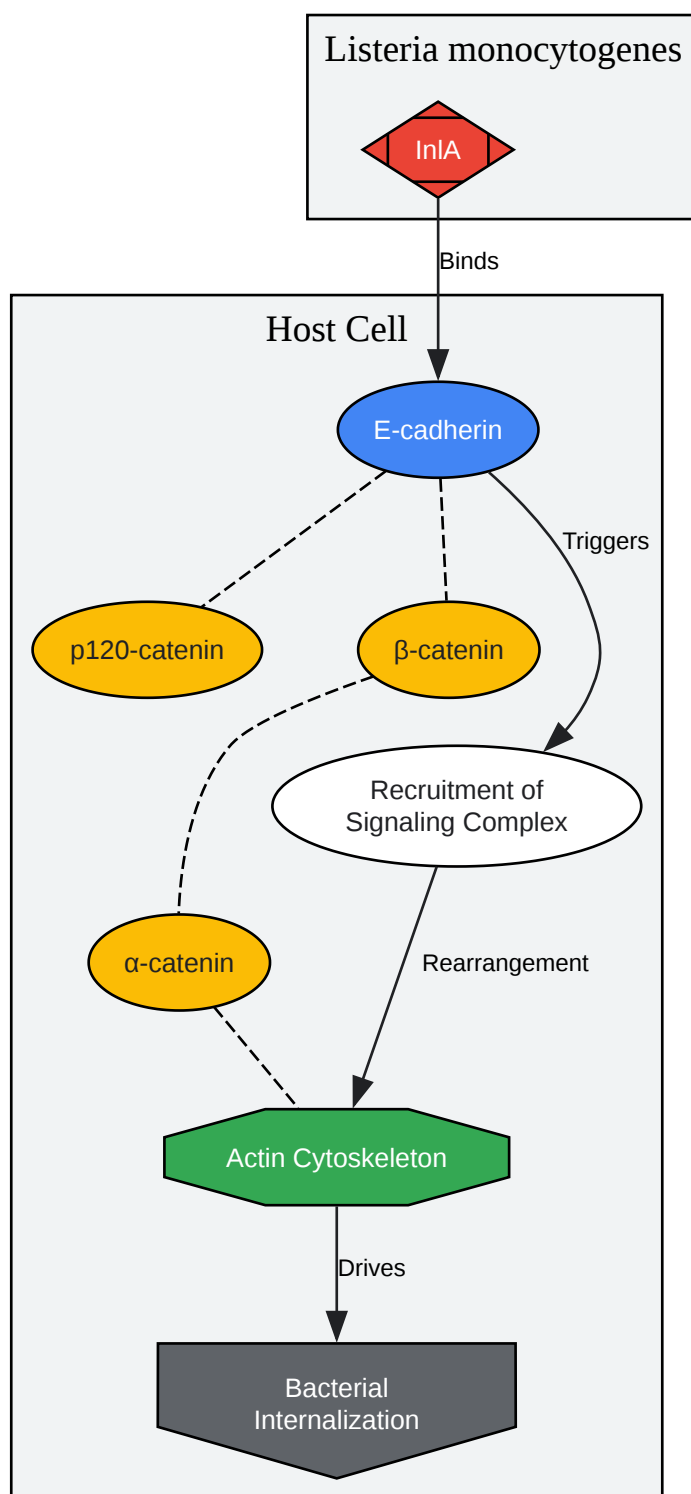 Listeria monocytogenes
InlA
Binds
Host Cell
E-cadherin
Triggers
p120-catenin
β-catenin
Recruitment of
Signaling Complex
α-catenin
Rearrangement
Actin Cytoskeleton
Drives
Bacterial
Internalization